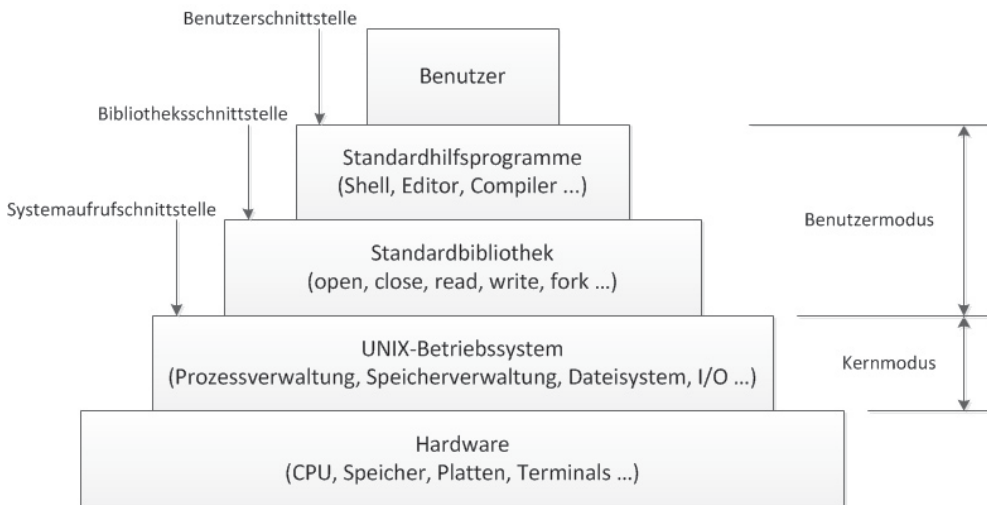 Benutzerschnittstelle
Benutzer
Bibliotheksschnittstelle
Standardhilfsprogramme
(Shell, Editor, Compiler ...)
Systemaufrufschnittstelle
Benutzermodus
Standardbibliothek
(open, close, read, write, fork ...)
UNIX-Betriebssystem
(Prozessverwaltung, Speicherverwaltung, Dateisystem, I/O ...)
Kernmodus
Hardware
(CPU, Speicher, Platten, Terminals ...)